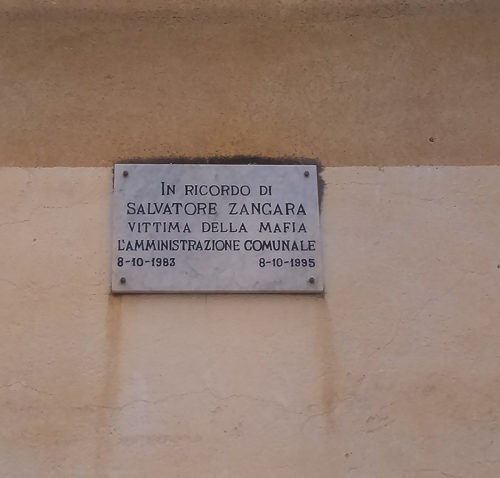 IN RICORDO DI
SALVATORE ZANGARA
VITTIMA DELLA MAFIA
L'AMMINISTRAZIONE COMUNALE
8-10-1983 8-10-1995